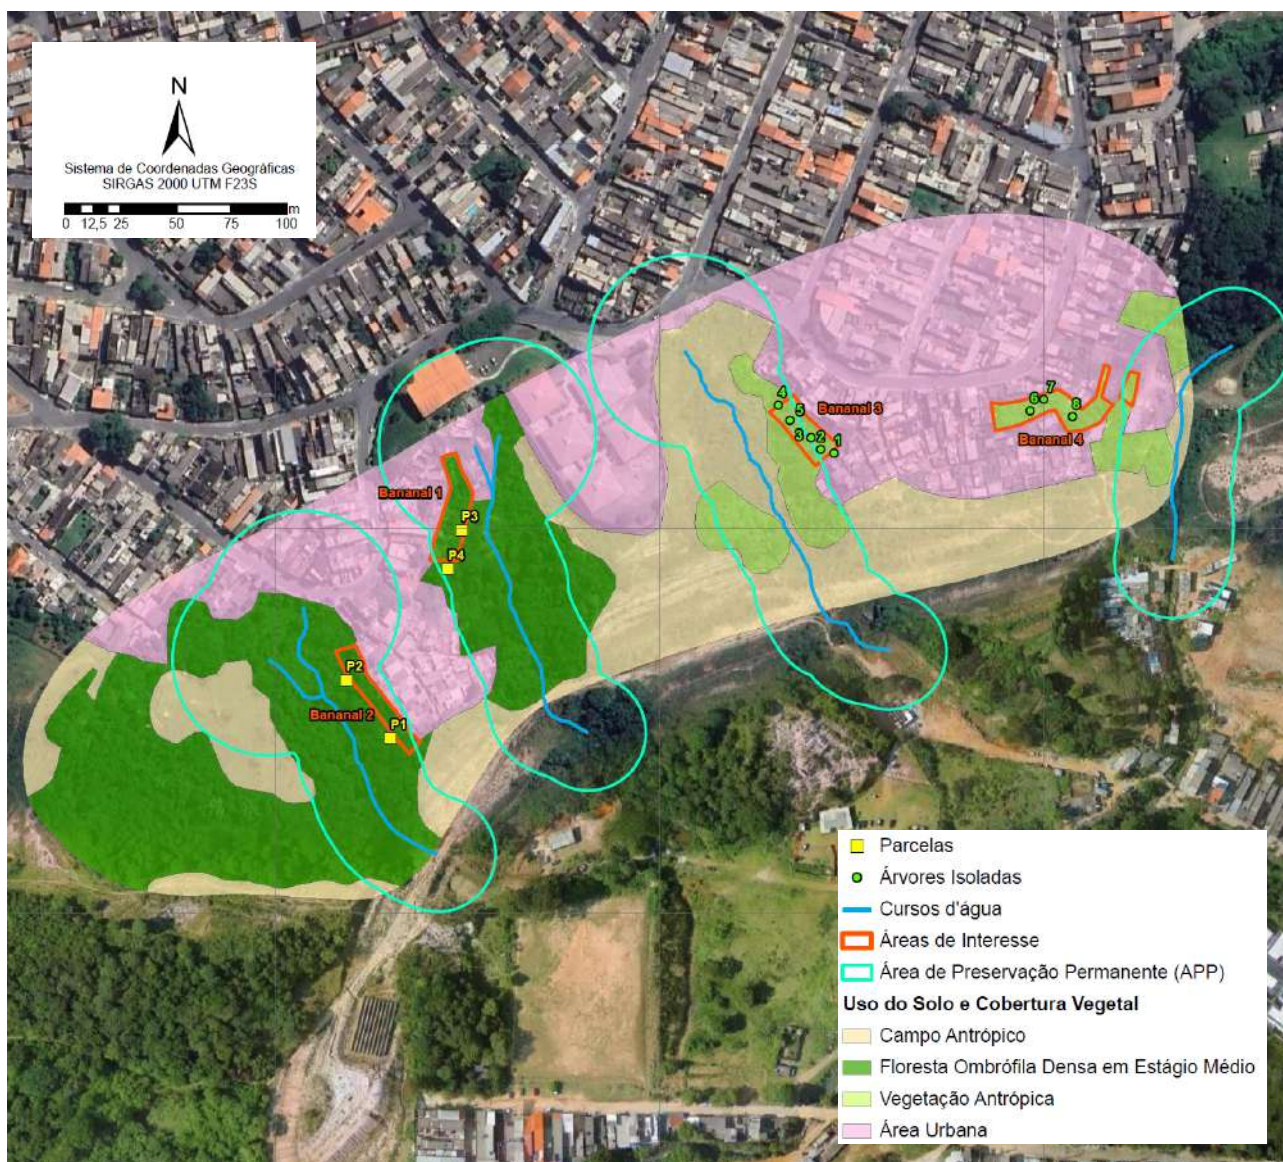 N
Sistema de Coordenadas Geográficas
SIRGAS 2000 UTM F23S
0 12,5 25 50 75 100 m
7
4
6
8
5
Bananal 3
3 2 1
Bananal 4
Bananal 1
P3
P4
P2
Bananal 2
P1
Parcelas
Árvores Isoladas
Cursos d'água
Áreas de Interesse
Área de Preservação Permanente (APP)
Uso do Solo e Cobertura Vegetal
Campo Antrópico
Floresta Ombrófila Densa em Estágio Médio
Vegetação Antrópica
Área Urbana